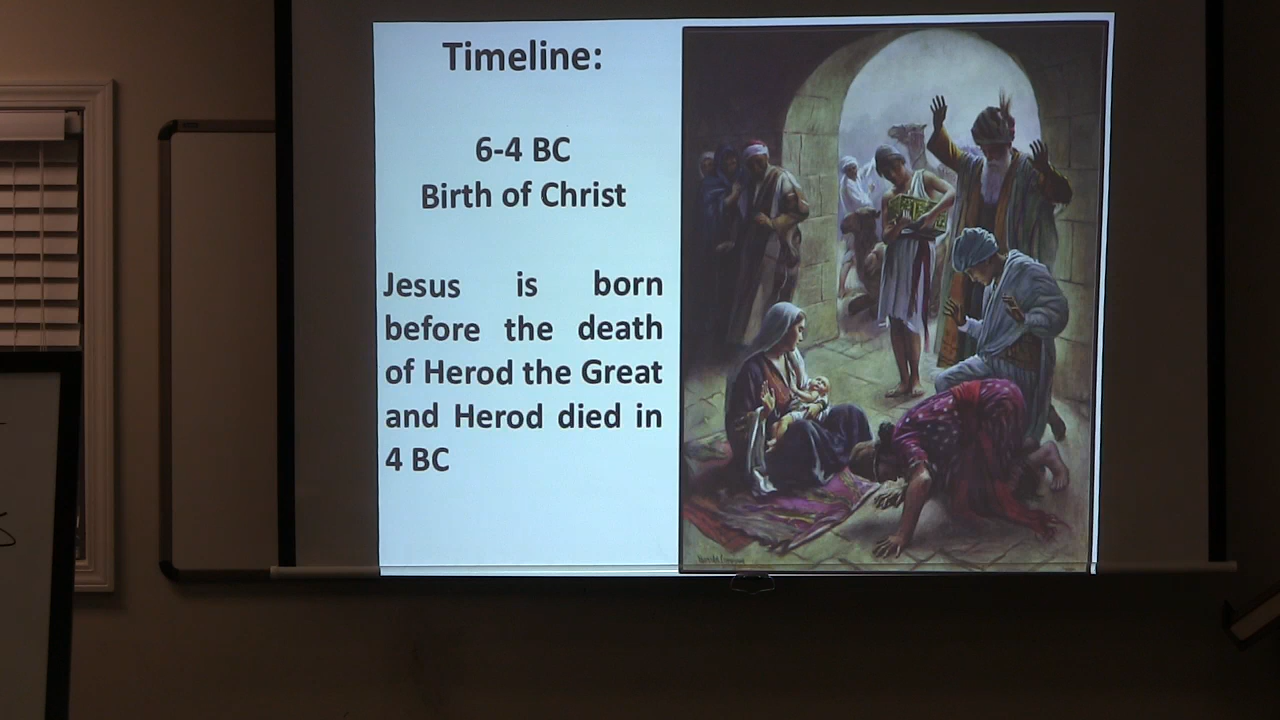 Timeline:
6-4 BC
Birth of Christ
Jesus is born
before the death
of Herod the Great
and Herod died in
4 BC